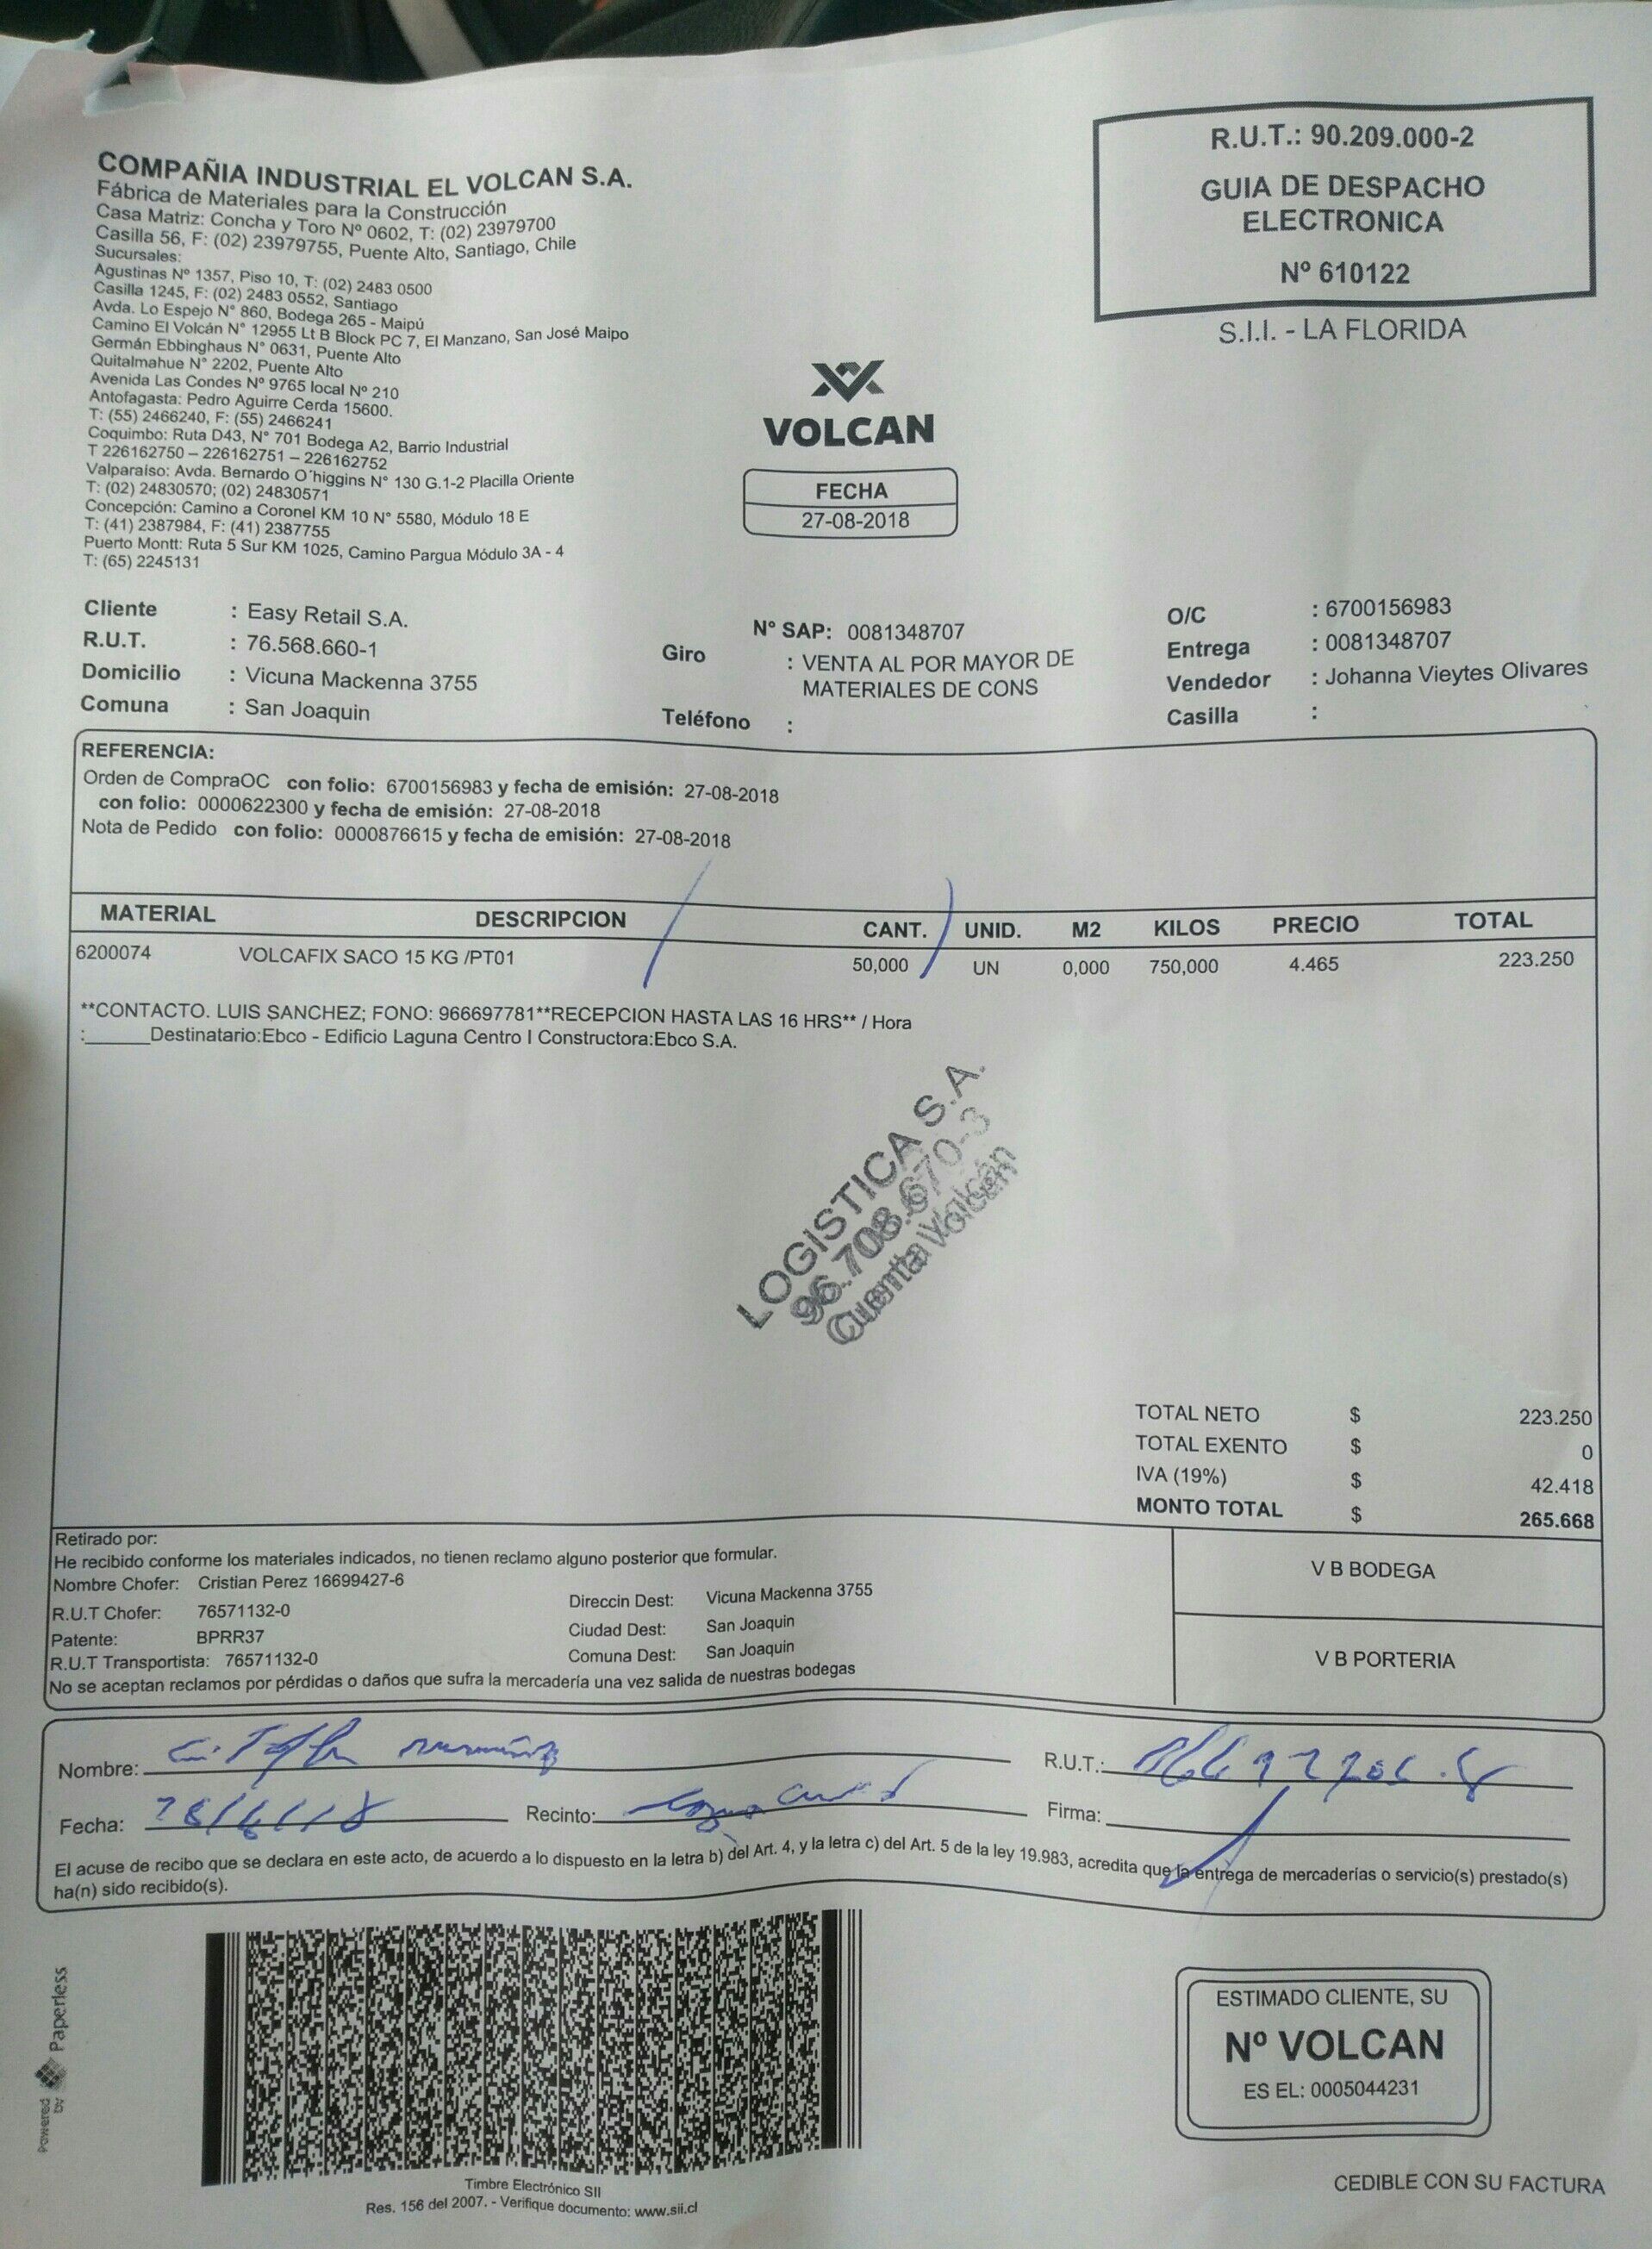 COMPAÑIA INDUSTRIAL EL VOLCAN S.A.
Fábrica de Materiales para la Construcción
Casa Matriz: Concha y Toro Nº 0602, T: (02) 23979700
Casilla 56, F: (02) 23979755, Puente Alto, Santiago, Chile
Sucursales:
Agustinas Nº 1357, Piso 10, T: (02) 2483 0500
Casilla 1245, F: (02) 2483 0552, Santiago
Avda. Lo Espejo N° 860, Bodega 265 - Maipú
Camino El Volcán N° 12955 Lt B Block PC 7, El Manzano, San José Maipo
Germán Ebbinghaus N° 0631, Puente Alto
Quitalmahue N° 2202, Puente Alto
Avenida Las Condes Nº 9765 local Nº 210
Antofagasta: Pedro Aguirre Cerda 15600.
T: (55) 2466240, F: (55) 2466241
Coquimbo: Ruta D43, N° 701 Bodega A2, Barrio Industrial
T 226162750 – 226162751 – 226162752
Valparaíso: Avda. Bernardo O´higgins N° 130 G.1-2 Placilla Oriente
T: (02) 24830570; (02) 24830571
Concepción: Camino a Coronel KM 10 N° 5580, Módulo 18 E
T: (41) 2387984, F: (41) 2387755
Puerto Montt: Ruta 5 Sur KM 1025, Camino Pargua Módulo 3A - 4
T: (65) 2245131
R.U.T.: 90.209.000-2
GUIA DE DESPACHO
ELECTRONICA
Nº 610122
S.I.I. - LA FLORIDA
VOLCAN
FECHA
27-08-2018
Cliente : Easy Retail S.A.
R.U.T. : 76.568.660-1
Domicilio : Vicuna Mackenna 3755
Comuna : San Joaquin
N° SAP: 0081348707
Giro : VENTA AL POR MAYOR DE
MATERIALES DE CONS
Teléfono :
O/C : 6700156983
Entrega : 0081348707
Vendedor : Johanna Vieytes Olivares
Casilla :
REFERENCIA:
Orden de CompraOC con folio: 6700156983 y fecha de emisión: 27-08-2018
con folio: 0000622300 y fecha de emisión: 27-08-2018
Nota de Pedido con folio: 0000876615 y fecha de emisión: 27-08-2018
MATERIAL DESCRIPCION CANT. UNID. M2 KILOS PRECIO TOTAL
6200074 VOLCAFIX SACO 15 KG /PT01 50,000 UN 0,000 750,000 4.465 223.250
**CONTACTO. LUIS SANCHEZ; FONO: 966697781**RECEPCION HASTA LAS 16 HRS** / Hora
:______Destinatario:Ebco - Edificio Laguna Centro I Constructora:Ebco S.A.
LOGISTICA S.A.
96.708.670-3
Cuenta Volcán
TOTAL NETO $ 223.250
TOTAL EXENTO $ 0
IVA (19%) $ 42.418
MONTO TOTAL $ 265.668
Retirado por:
He recibido conforme los materiales indicados, no tienen reclamo alguno posterior que formular.
Nombre Chofer: Cristian Perez 16699427-6
R.U.T Chofer: 76571132-0
Patente: BPRR37
R.U.T Transportista: 76571132-0
Direccin Dest: Vicuna Mackenna 3755
Ciudad Dest: San Joaquin
Comuna Dest: San Joaquin
No se aceptan reclamos por pérdidas o daños que sufra la mercadería una vez salida de nuestras bodegas
V B BODEGA
V B PORTERIA
Nombre:
R.U.T.:
Fecha:
Recinto:
Firma:
El acuse de recibo que se declara en este acto, de acuerdo a lo dispuesto en la letra b) del Art. 4, y la letra c) del Art. 5 de la ley 19.983, acredita que la entrega de mercaderías o servicio(s) prestado(s)
ha(n) sido recibido(s).
Powered by Paperless
Timbre Electrónico SII
Res. 156 del 2007. - Verifique documento: www.sii.cl
ESTIMADO CLIENTE, SU
Nº VOLCAN
ES EL: 0005044231
CEDIBLE CON SU FACTURA